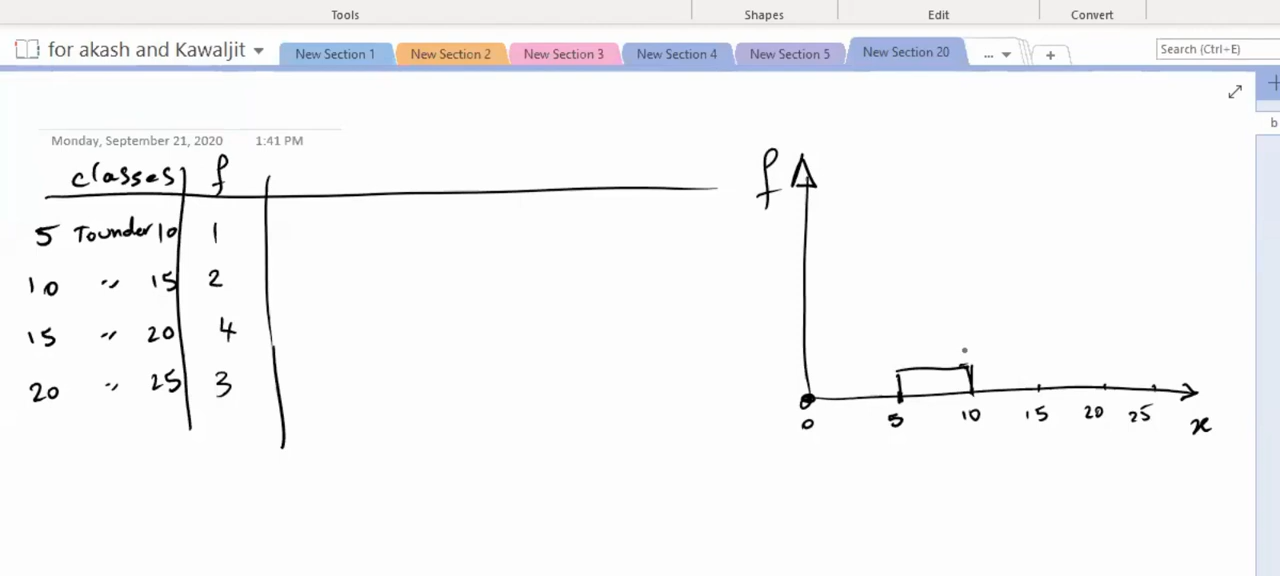 Tools Shapes Edit Convert
for akash and Kawaljit New Section 1 New Section 2 New Section 3 New Section 4 New Section 5 New Section 20 ... + Search (Ctrl+E)
Monday, September 21, 2020 1:41 PM
classes f
5 Tounder 10 1
10 " 15 2
15 " 20 4
20 " 25 3
f
0 5 10 15 20 25 x
+
b